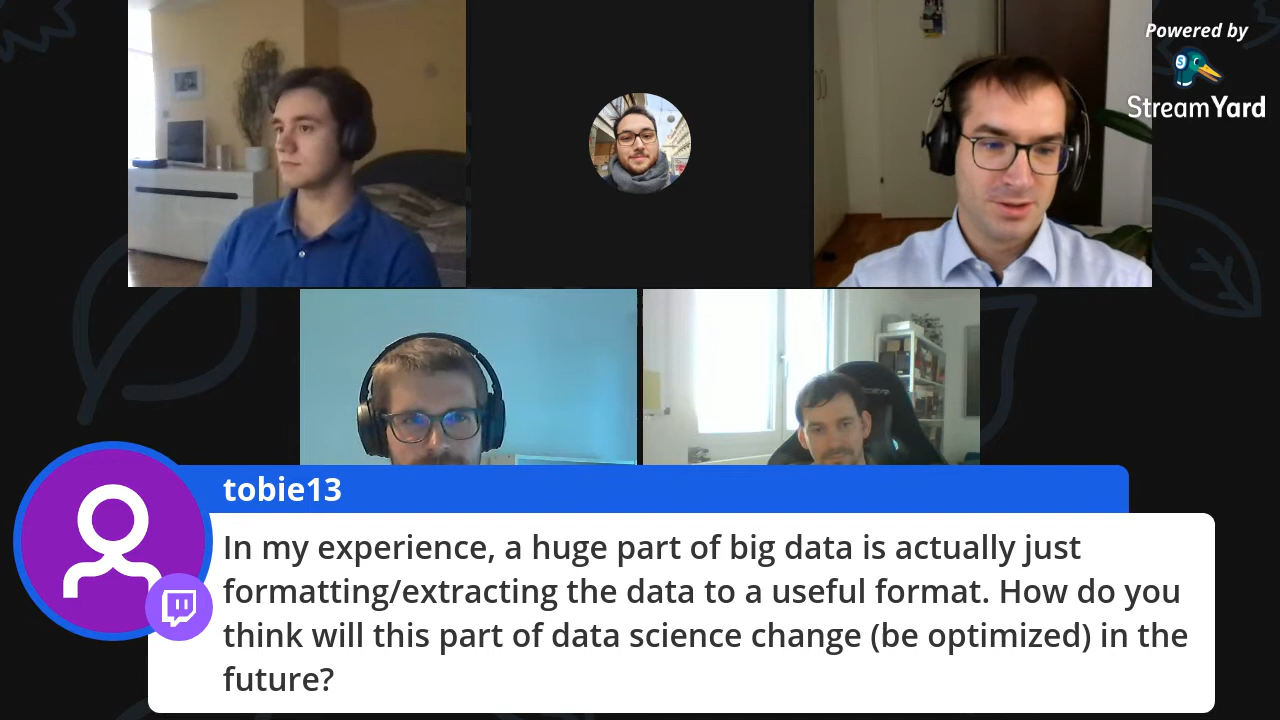 Powered by
StreamYard
tobie13
In my experience, a huge part of big data is actually just
formatting/extracting the data to a useful format. How do you
think will this part of data science change (be optimized) in the
future?